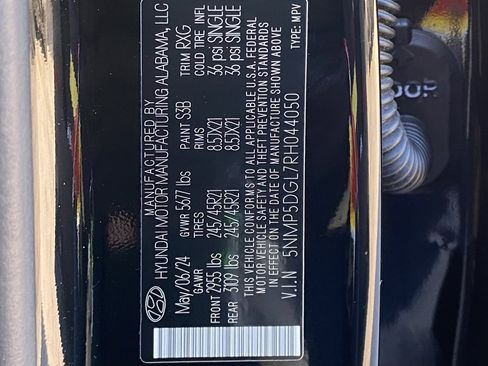 MANUFACTURED BY
HYUNDAI MOTOR MANUFACTURING ALABAMA, LLC
May/06/24 GVWR 5677 lbs PAINT: S3B TRIM RXG
GAWR TIRES RIMS COLD TIRE INFL
FRONT 2955 lbs 245/45R21 8.5JX21 36 psi SINGLE
REAR 3109 lbs 245/45R21 8.5JX21 36 psi SINGLE
THIS VEHICLE CONFORMS TO ALL APPLICABLE U.S.A. FEDERAL
MOTOR VEHICLE SAFETY AND THEFT PREVENTION STANDARDS
IN EFFECT ON THE DATE OF MANUFACTURE SHOWN ABOVE
V.I.N 5NMP5DGL7RH044050 TYPE: MPV